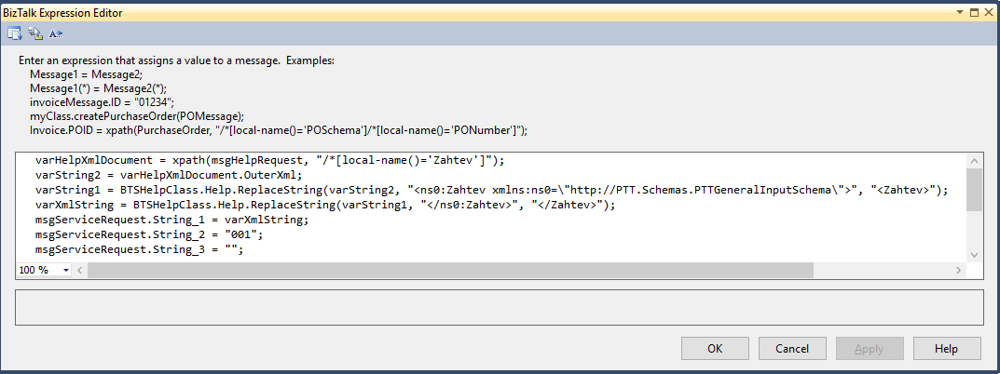 BizTalk Expression Editor
A
Enter an expression that assigns a value to a message. Examples:
Message1 = Message2;
Message1(*) = Message2(*);
invoiceMessage.ID = "01234";
myClass.createPurchaseOrder(POMessage);
Invoice.POID = xpath(PurchaseOrder, "/*[local-name()='POSchema']/*[local-name()='PONumber']");
varHelpXmlDocument = xpath(msgHelpRequest, "/*[local-name()='Zahtev']");
varString2 = varHelpXmlDocument.OuterXml;
varString1 = BTSHelpClass.Help.ReplaceString(varString2, "<ns0:Zahtev xmlns:ns0=\"http://PTT.Schemas.PTTGeneralInputSchema\">", "<Zahtev>");
varXmlString = BTSHelpClass.Help.ReplaceString(varString1, "</ns0:Zahtev>", "</Zahtev>");
msgServiceRequest.String_1 = varXmlString;
msgServiceRequest.String_2 = "001";
msgServiceRequest.String_3 = "";
100 %
OK
Cancel
Apply
Help